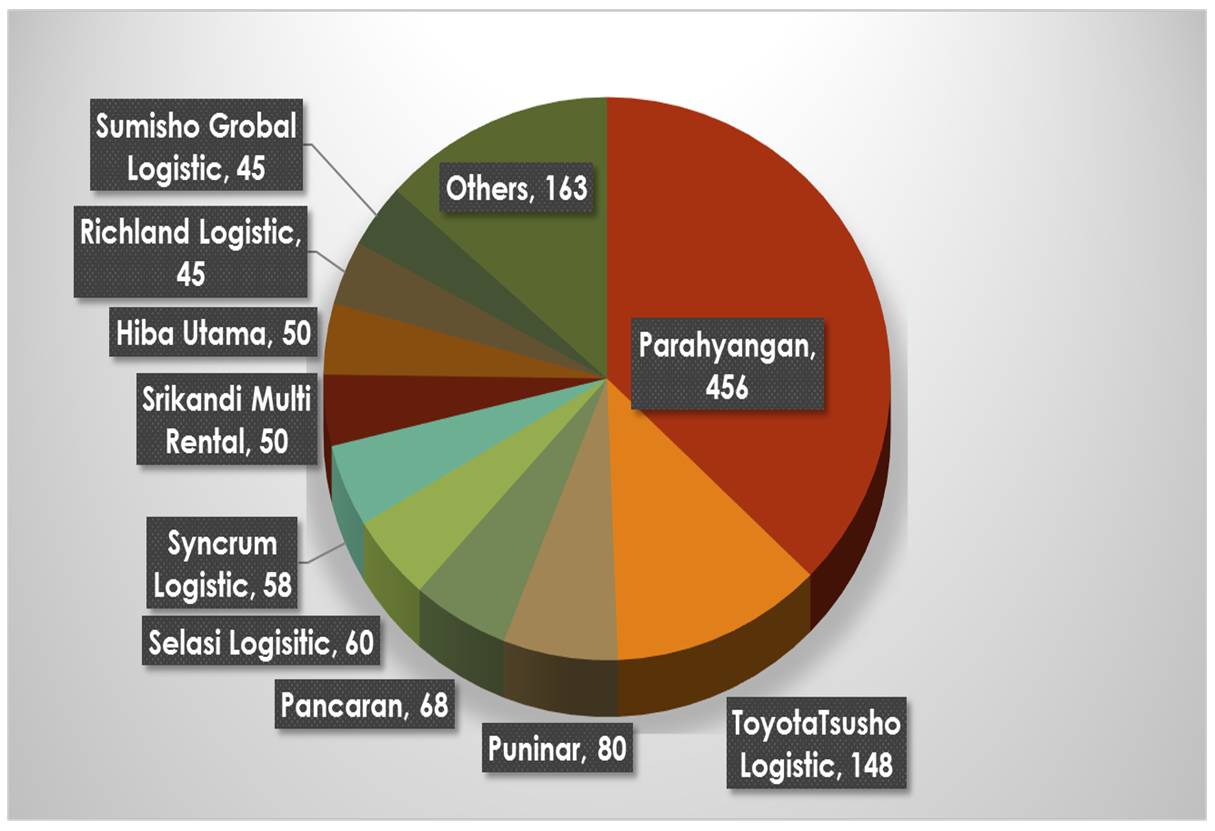 Sumisho Grobal
Logistic, 45
Others, 163
Richland Logistic,
45
Hiba Utama, 50
Parahyangan,
456
Srikandi Multi
Rental, 50
Syncrum
Logistic, 58
Selasi Logisitic, 60
Pancaran, 68
Puninar, 80
ToyotaTsusho
Logistic, 148